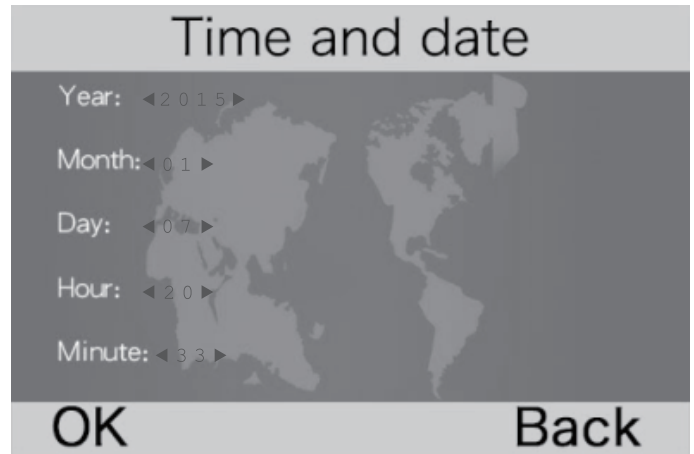 Time and date
Year: ◀2015▶
Month: ◀01▶
Day: ◀07▶
Hour: ◀20▶
Minute: ◀33▶
OK Back